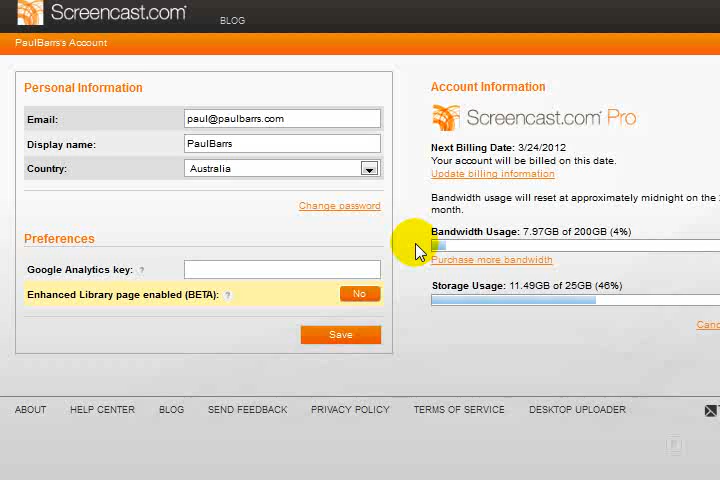 Screencast.com
BLOG
PaulBarrs's Account
Personal Information
Email: paul@paulbarrs.com
Display name: PaulBarrs
Country: Australia
Change password
Preferences
Google Analytics key: ?
Enhanced Library page enabled (BETA): ? No
Save
Account Information
Screencast.com Pro
Next Billing Date: 3/24/2012
Your account will be billed on this date.
Update billing information
Bandwidth usage will reset at approximately midnight on the
month.
Bandwidth Usage: 7.97GB of 200GB (4%)
Purchase more bandwidth
Storage Usage: 11.49GB of 25GB (46%)
Canc
ABOUT HELP CENTER BLOG SEND FEEDBACK PRIVACY POLICY TERMS OF SERVICE DESKTOP UPLOADER